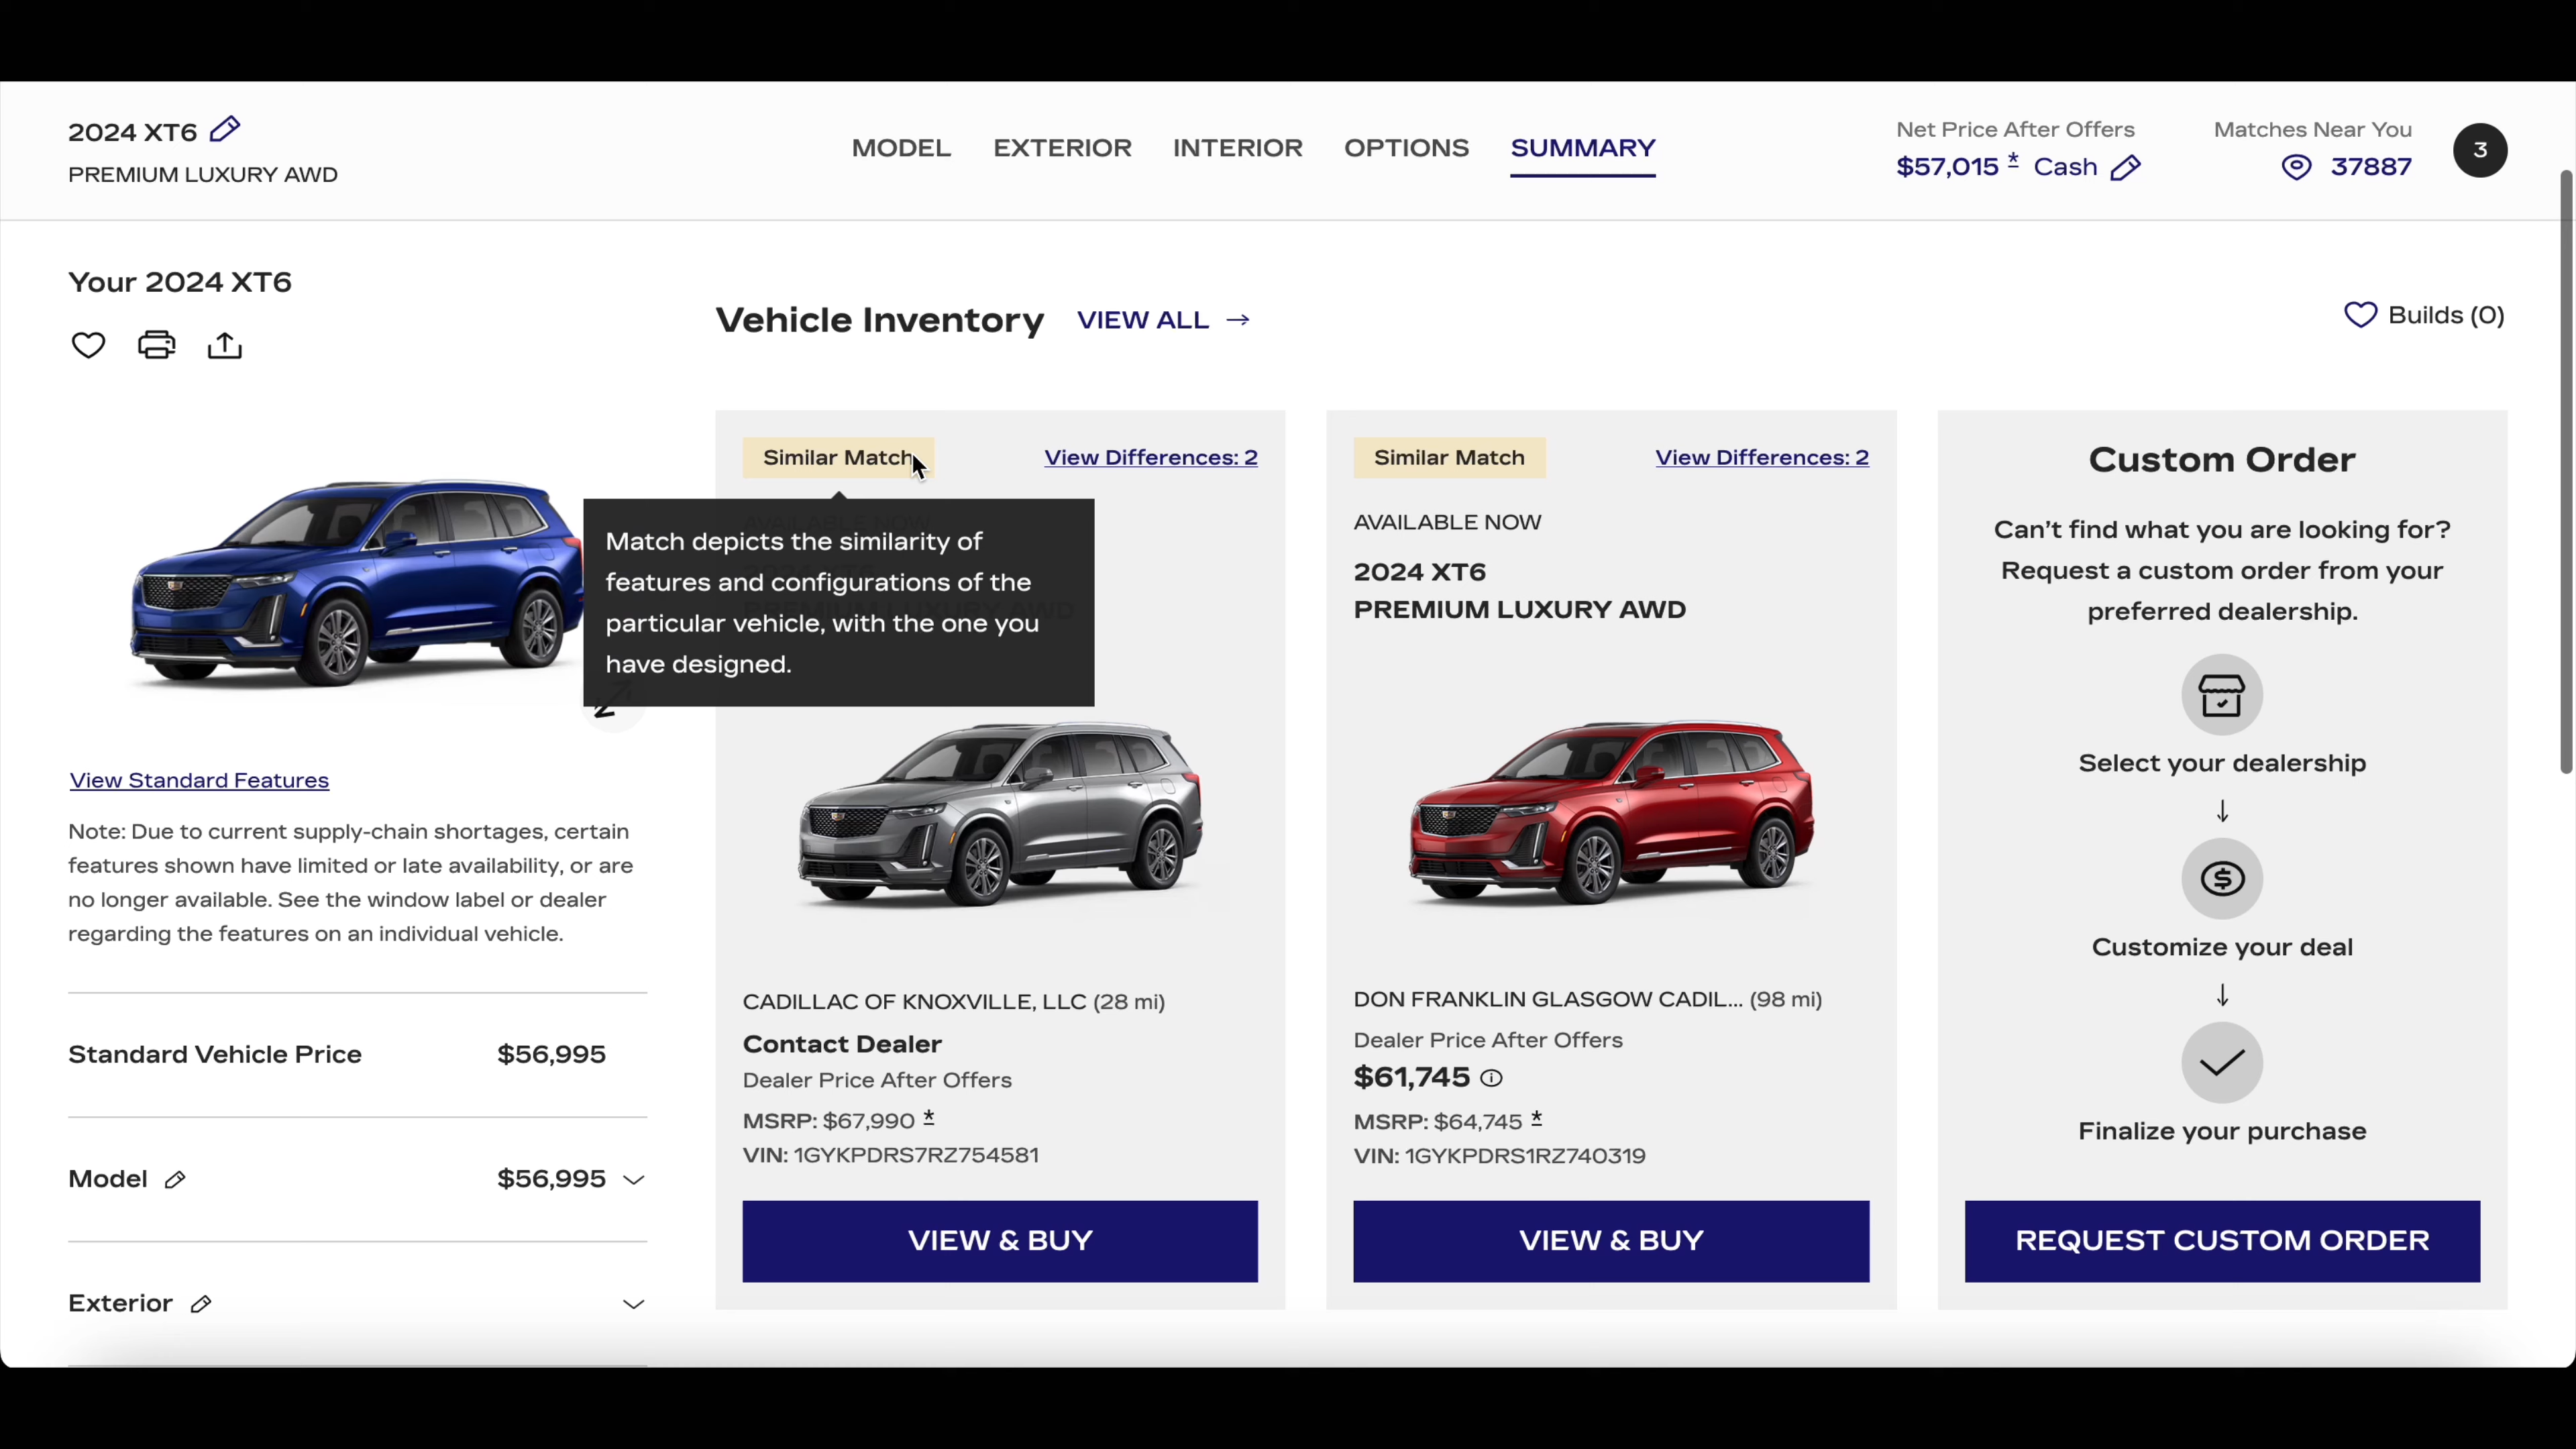 2024 XT6
PREMIUM LUXURY AWD
MODEL
EXTERIOR
INTERIOR
OPTIONS
SUMMARY
Net Price After Offers
$57,015 * Cash
Matches Near You
37887
3
Your 2024 XT6
View Standard Features
Note: Due to current supply-chain shortages, certain
features shown have limited or late availability, or are
no longer available. See the window label or dealer
regarding the features on an individual vehicle.
Standard Vehicle Price $56,995
Model $56,995
Exterior
Vehicle Inventory VIEW ALL →
Builds (0)
Similar Match View Differences: 2
AVAILABLE NOW
Match depicts the similarity of
features and configurations of the
particular vehicle, with the one you
have designed.
PREMIUM LUXURY AWD
CADILLAC OF KNOXVILLE, LLC (28 mi)
Contact Dealer
Dealer Price After Offers
MSRP: $67,990 *
VIN: 1GYKPDRS7RZ754581
VIEW & BUY
Similar Match View Differences: 2
AVAILABLE NOW
2024 XT6
PREMIUM LUXURY AWD
DON FRANKLIN GLASGOW CADIL... (98 mi)
Dealer Price After Offers
$61,745
MSRP: $64,745 *
VIN: 1GYKPDRS1RZ740319
VIEW & BUY
Custom Order
Can't find what you are looking for?
Request a custom order from your
preferred dealership.
Select your dealership
↓
Customize your deal
↓
Finalize your purchase
REQUEST CUSTOM ORDER